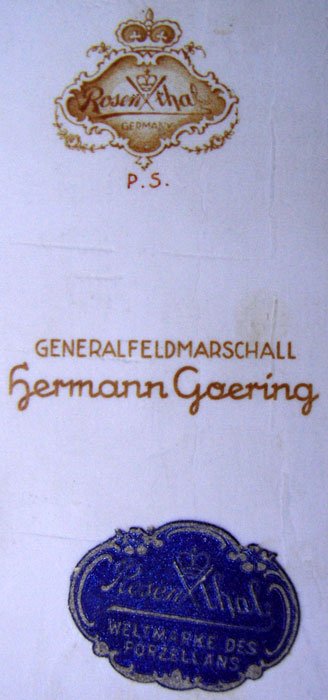 Rosenthal
GERMANY
P.S.
GENERALFELDMARSCHALL
Hermann Goering
Rosenthal
WELTMARKE DES
PORZELLANS